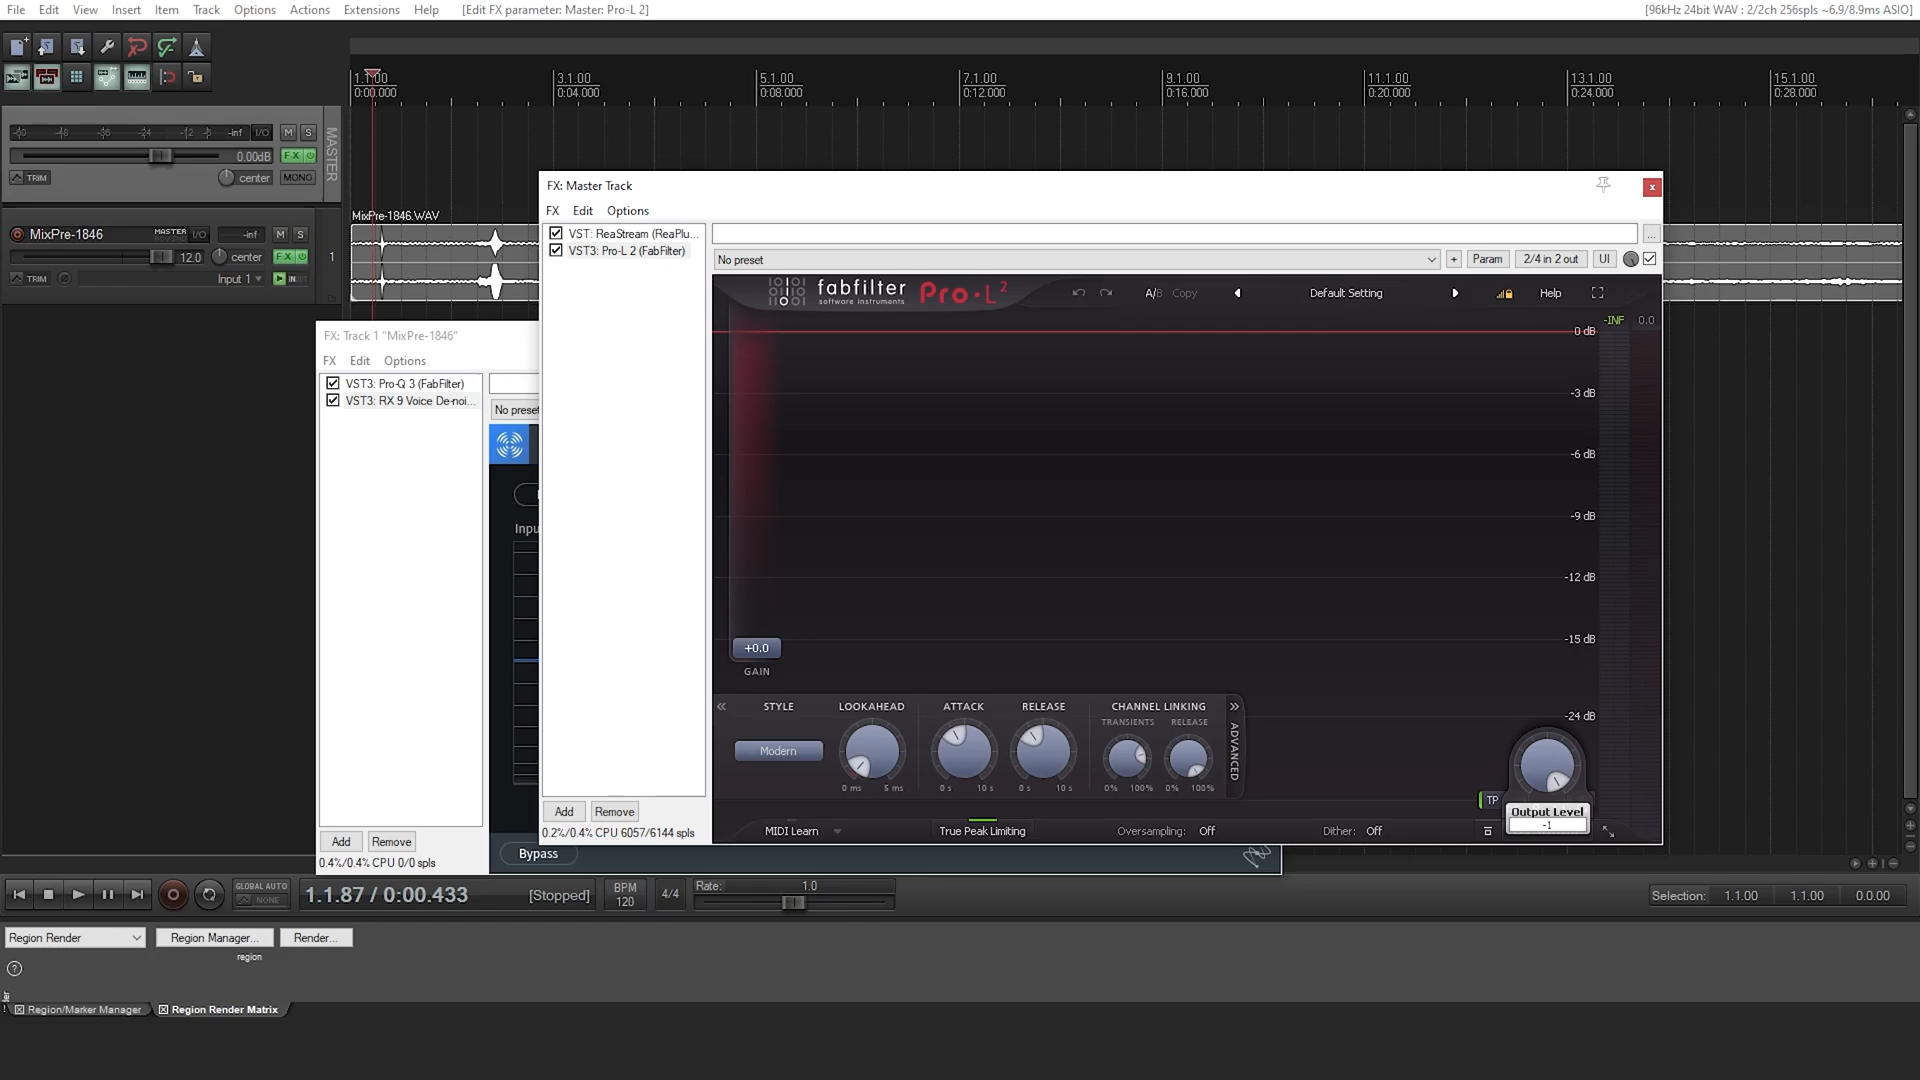 File Edit View Insert Item Track Options Actions Extensions Help [Edit FX parameter: Master: Pro-L 2] [96kHz 24bit WAV : 2/2ch 256spls ~6.9/8.9ms ASIO]
1.1.00 3.1.00 5.1.00 7.1.00 9.1.00 11.1.00 13.1.00 15.1.00
0:00.000 0:04.000 0:08.000 0:12.000 0:16.000 0:20.000 0:24.000 0:28.000
-60 -48 -36 -24 -12 -6 -inf I/O M S
0.00dB FX
TRIM center MONO
MASTER
MixPre-1846 MASTER I/O -inf M S
12.0 center FX 1
TRIM Input 1 IN
MixPre-1846.WAV
FX: Track 1 "MixPre-1846"
FX Edit Options
VST3: Pro-Q 3 (FabFilter)
VST3: RX 9 Voice De-noi...
No preset
Inpu
Add Remove
0.4%/0.4% CPU 0/0 spls
Bypass
FX: Master Track x
FX Edit Options
VST: ReaStream (ReaPlu...
VST3: Pro-L 2 (FabFilter)
...
No preset + Param 2/4 in 2 out UI
fabfilter
software instruments
Pro·L 2
A/B Copy Default Setting Help
-INF 0.0
0 dB
-3 dB
-6 dB
-9 dB
-12 dB
-15 dB
-24 dB
+0.0
GAIN
STYLE LOOKAHEAD ATTACK RELEASE CHANNEL LINKING
TRANSIENTS RELEASE
Modern
0 ms 5 ms 0 s 10 s 0 s 10 s 0% 100% 0% 100%
ADVANCED
TP
Output Level
-1
MIDI Learn True Peak Limiting Oversampling: Off Dither: Off
Add Remove
0.2%/0.4% CPU 6057/6144 spls
GLOBAL AUTO
NONE
1.1.87 / 0:00.433 [Stopped]
BPM
120
4/4
Rate: 1.0
Selection: 1.1.00 1.1.00 0.0.00
Region Render Region Manager... Render...
region
?
Region/Marker Manager Region Render Matrix